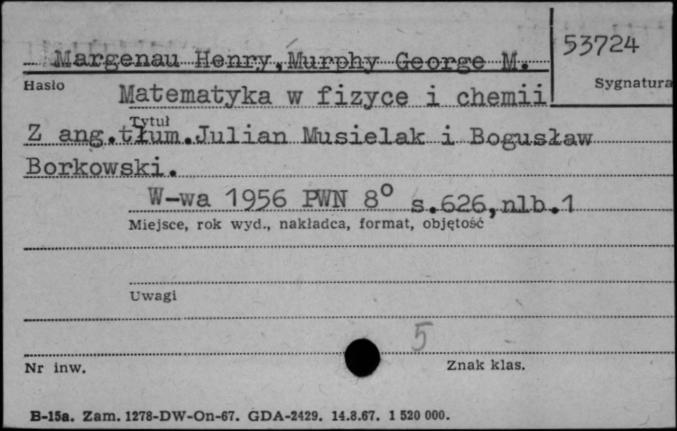 53724
Margenau Henry, Murphy George M.
Hasło
Sygnatura
Matematyka w fizyce i chemii
Tytuł
Z ang.tłum.Julian Musielak i Bogusław
Borkowski.
W-wa 1956 PWN 8° s.626,nlb.1
Miejsce, rok wyd., nakładca, format, objętość
Uwagi
5
Nr inw.
Znak klas.
B-15a. Zam. 1278-DW-On-67. GDA-2429. 14.8.67. 1 520 000.